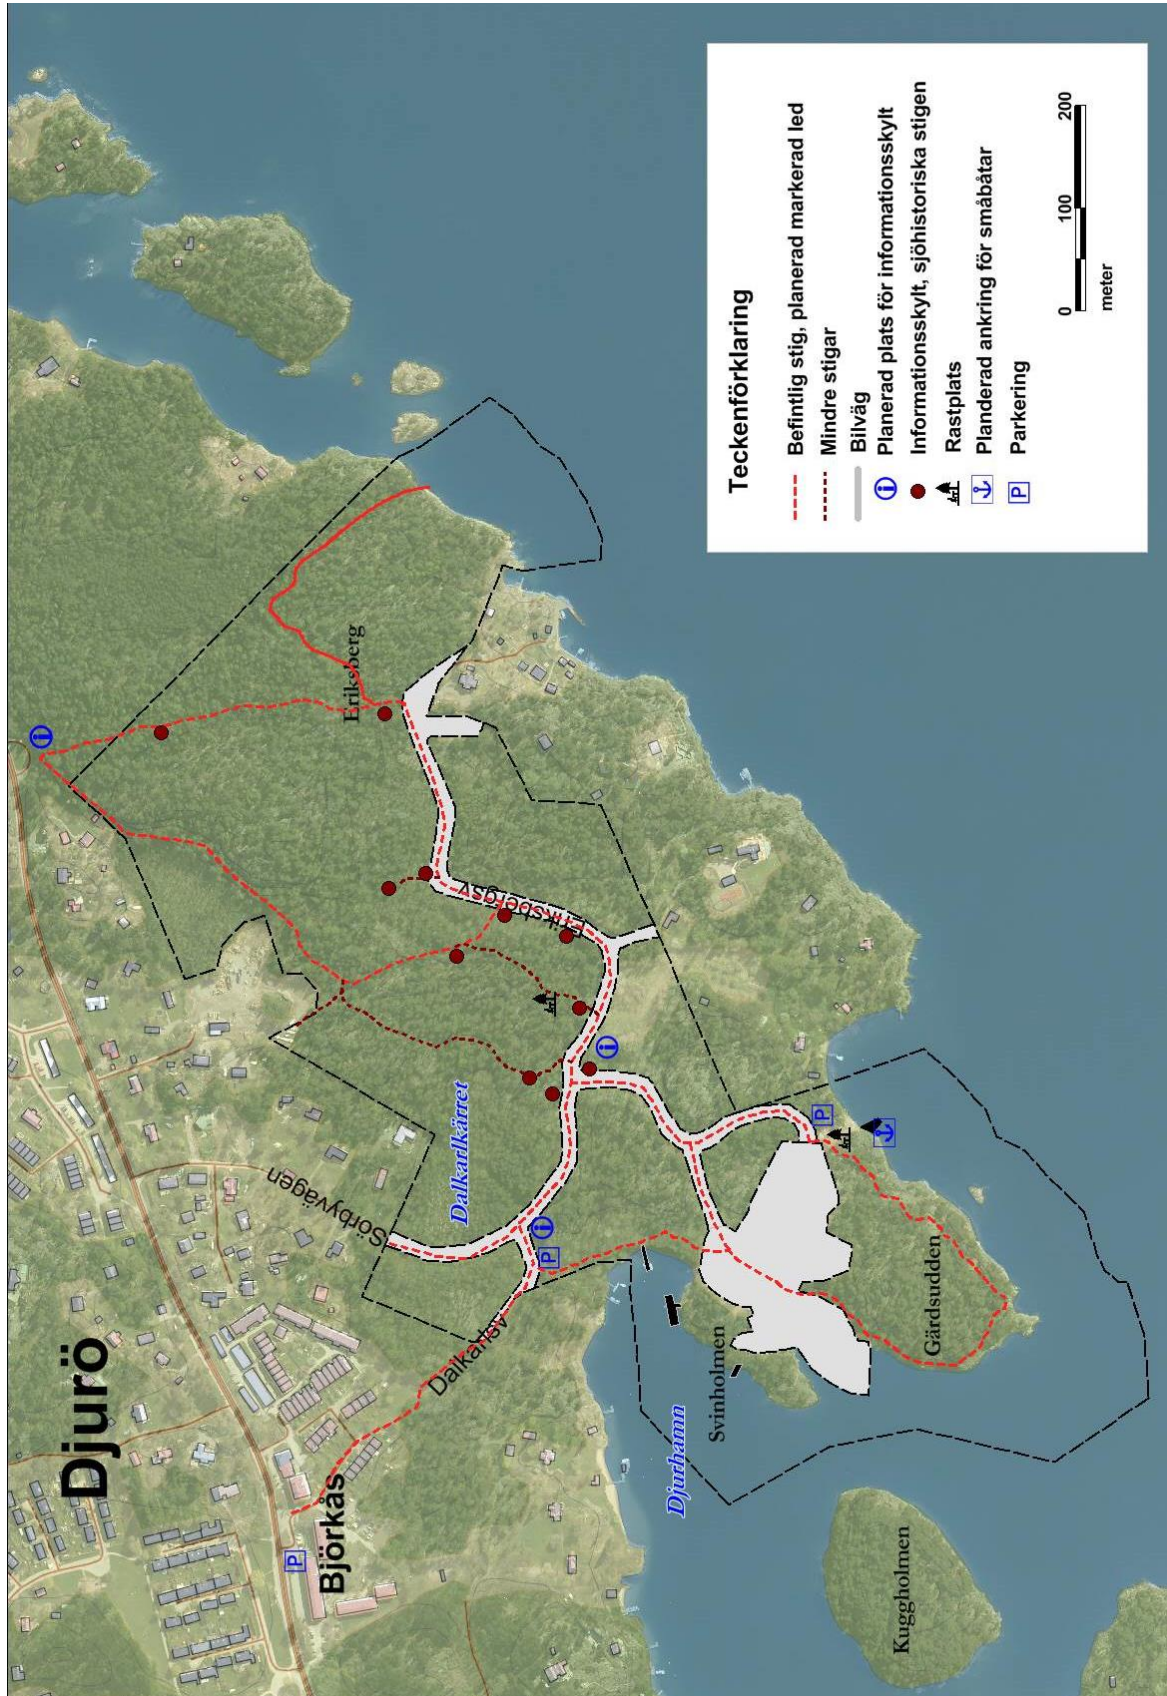 Djurö
Björkås
Sörbyvägen
Dalkarlsv
Dalkarlkärret
Djurhamn
Svinholmen
Kuggholmen
Gärdsudden
Eriksbergsv
Eriksberg
i
i
i
P
P
P
Teckenförklaring
Befintlig stig, planerad markerad led
Mindre stigar
Bilväg
i Planerad plats för informationsskylt
Informationsskylt, sjöhistoriska stigen
Rastplats
Planderad ankring för småbåtar
P Parkering
0 100 200
meter